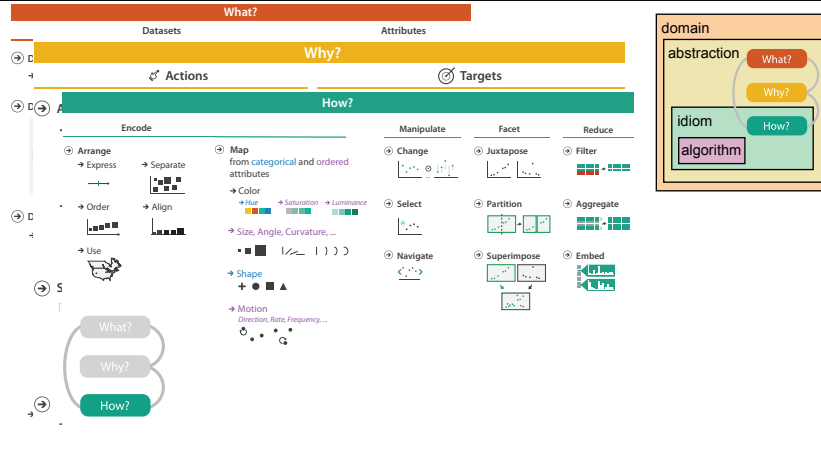 What?
Datasets
Attributes
Why?
Actions
Targets
How?
Encode
Manipulate
Facet
Reduce
Arrange
Express
Separate
Order
Align
Use
Map
from categorical and ordered
attributes
Color
Hue
Saturation
Luminance
Size, Angle, Curvature, ...
Shape
Motion
Direction, Rate, Frequency, ...
Change
Select
Navigate
Juxtapose
Partition
Superimpose
Filter
Aggregate
Embed
What?
Why?
How?
domain
abstraction
What?
Why?
idiom
How?
algorithm